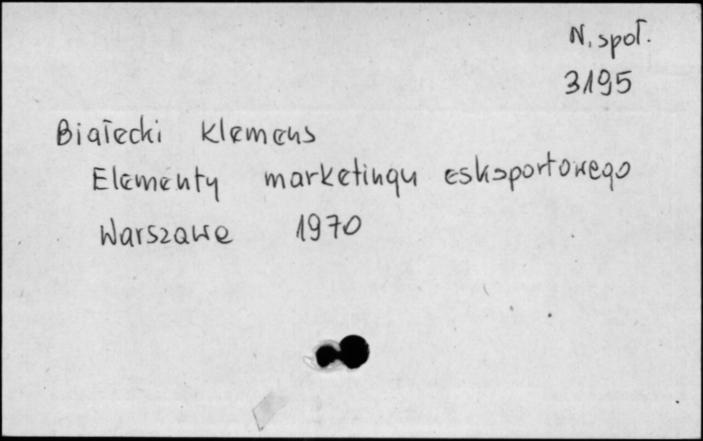 N. społ.
3195
Białecki Klemens
Elementy marketingu eksportowego
Warszawa 1970